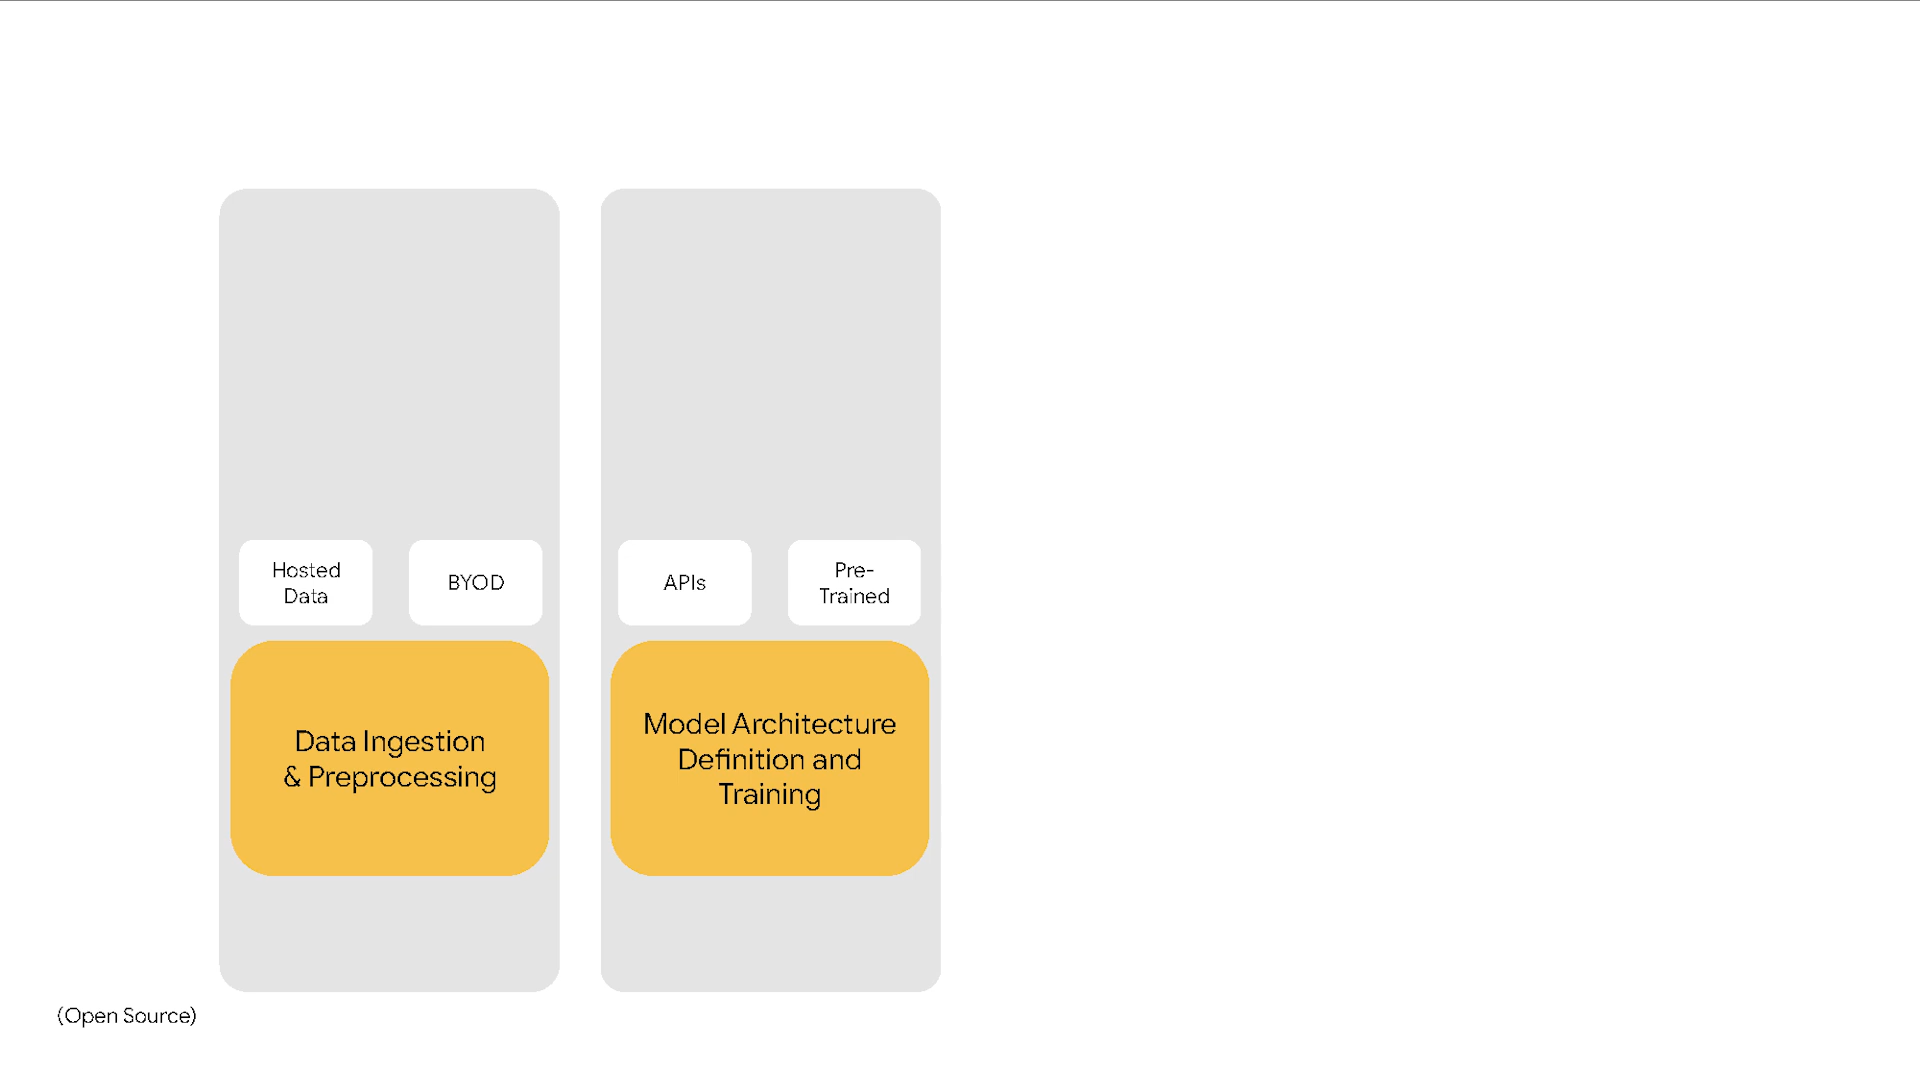 Hosted
Data
BYOD
APIs
Pre-
Trained
Data Ingestion
& Preprocessing
Model Architecture
Definition and
Training
(Open Source)